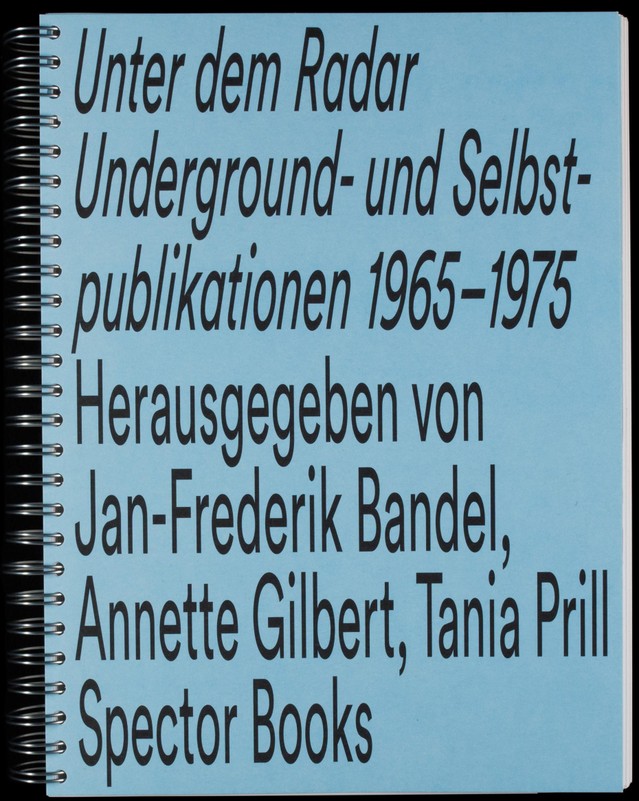 Unter dem Radar
Underground- und Selbst-
publikationen 1965–1975
Herausgegeben von
Jan-Frederik Bandel,
Annette Gilbert, Tania Prill
Spector Books